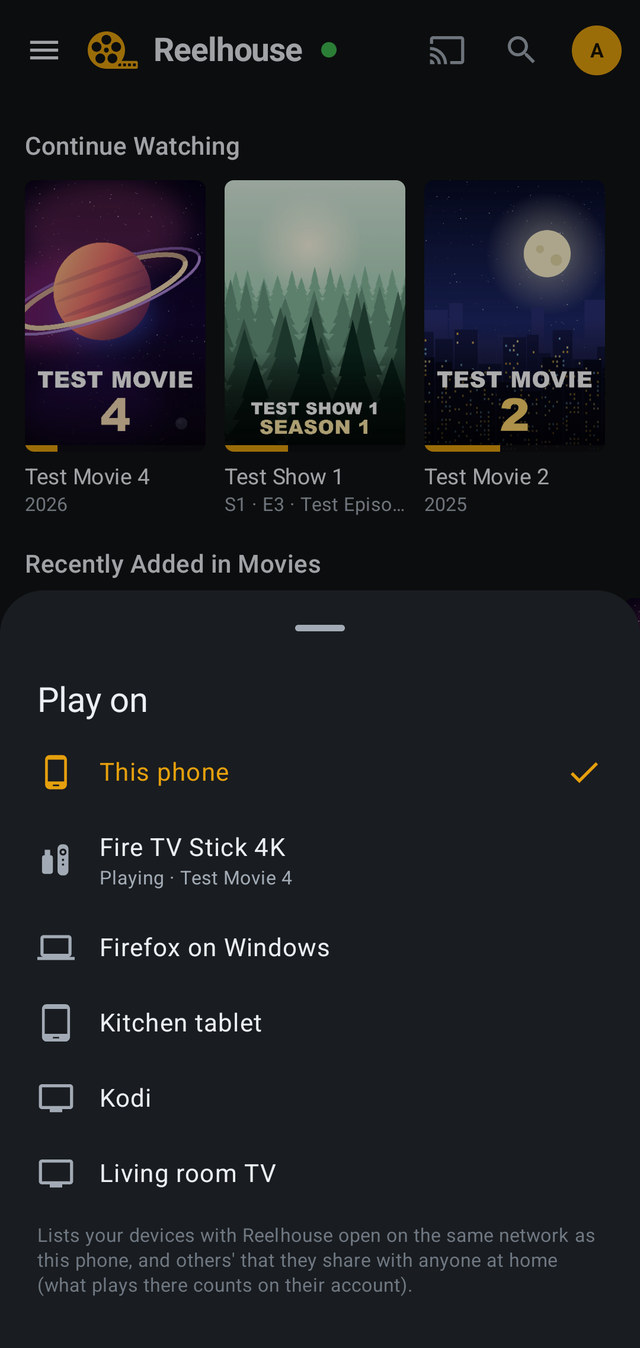 Reelhouse
A
Continue Watching
TEST MOVIE
4
TEST SHOW 1
SEASON 1
TEST MOVIE
2
Test Movie 4
2026
Test Show 1
S1 · E3 · Test Episo…
Test Movie 2
2025
Recently Added in Movies
Play on
This phone
Fire TV Stick 4K
Playing · Test Movie 4
Firefox on Windows
Kitchen tablet
Kodi
Living room TV
Lists your devices with Reelhouse open on the same network as
this phone, and others' that they share with anyone at home
(what plays there counts on their account).